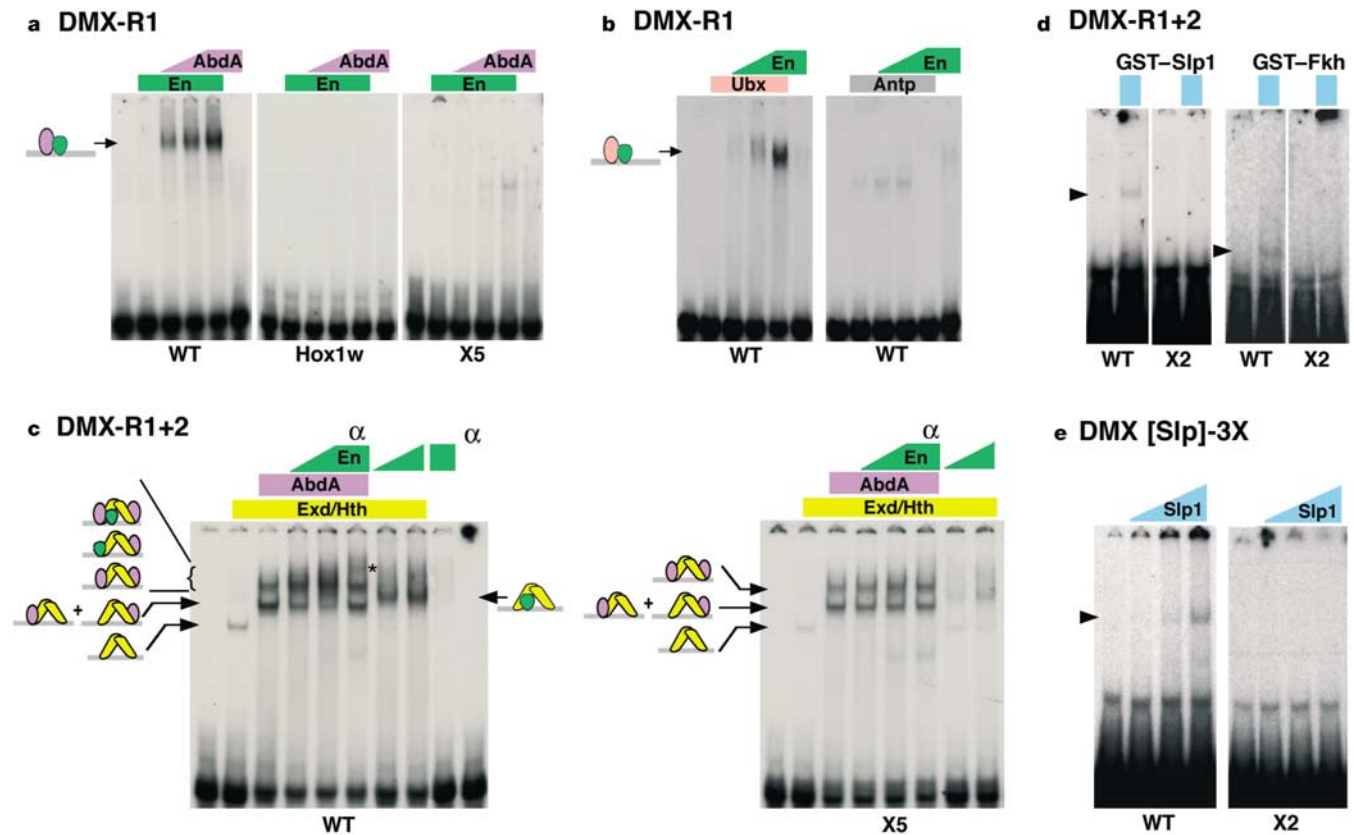 a DMX-R1
AbdA AbdA AbdA
En En En
WT Hox1w X5
b DMX-R1
En En
Ubx Antp
WT WT
d DMX-R1+2
GST–Slp1 GST–Fkh
WT X2 WT X2
c DMX-R1+2
α α
En
AbdA
Exd/Hth
+
*
WT
α
En
AbdA
Exd/Hth
+
X5
e DMX [Slp]-3X
Slp1 Slp1
WT X2